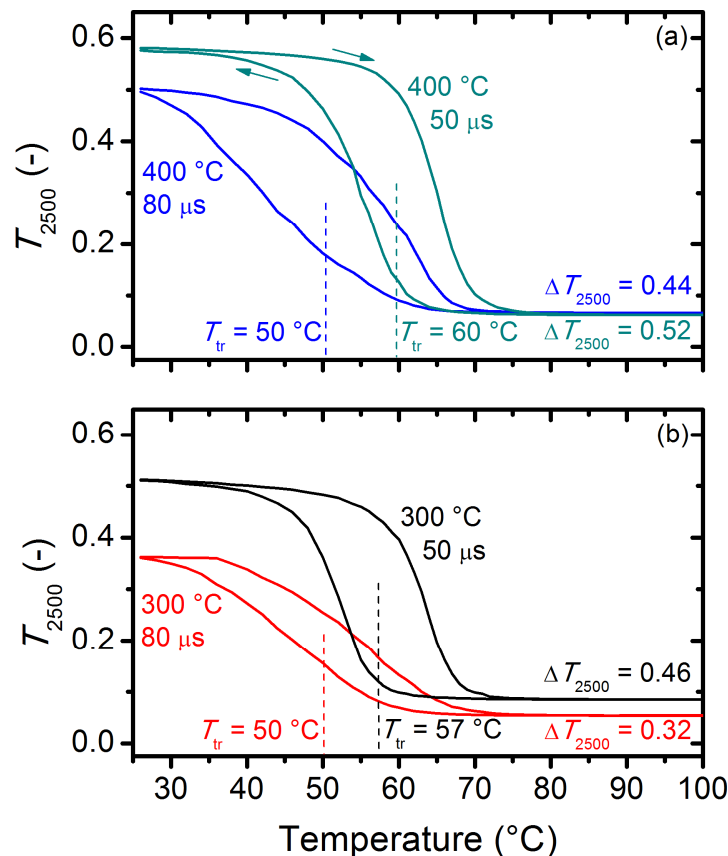 (a)
0.6
0.4
0.2
0.0
T2500 (-)
400 °C
50 μs
400 °C
80 μs
ΔT2500 = 0.44
Ttr = 50 °C
Ttr = 60 °C
ΔT2500 = 0.52
(b)
0.6
0.4
0.2
0.0
T2500 (-)
300 °C
50 μs
300 °C
80 μs
ΔT2500 = 0.46
Ttr = 50 °C
Ttr = 57 °C
ΔT2500 = 0.32
30 40 50 60 70 80 90 100
Temperature (°C)